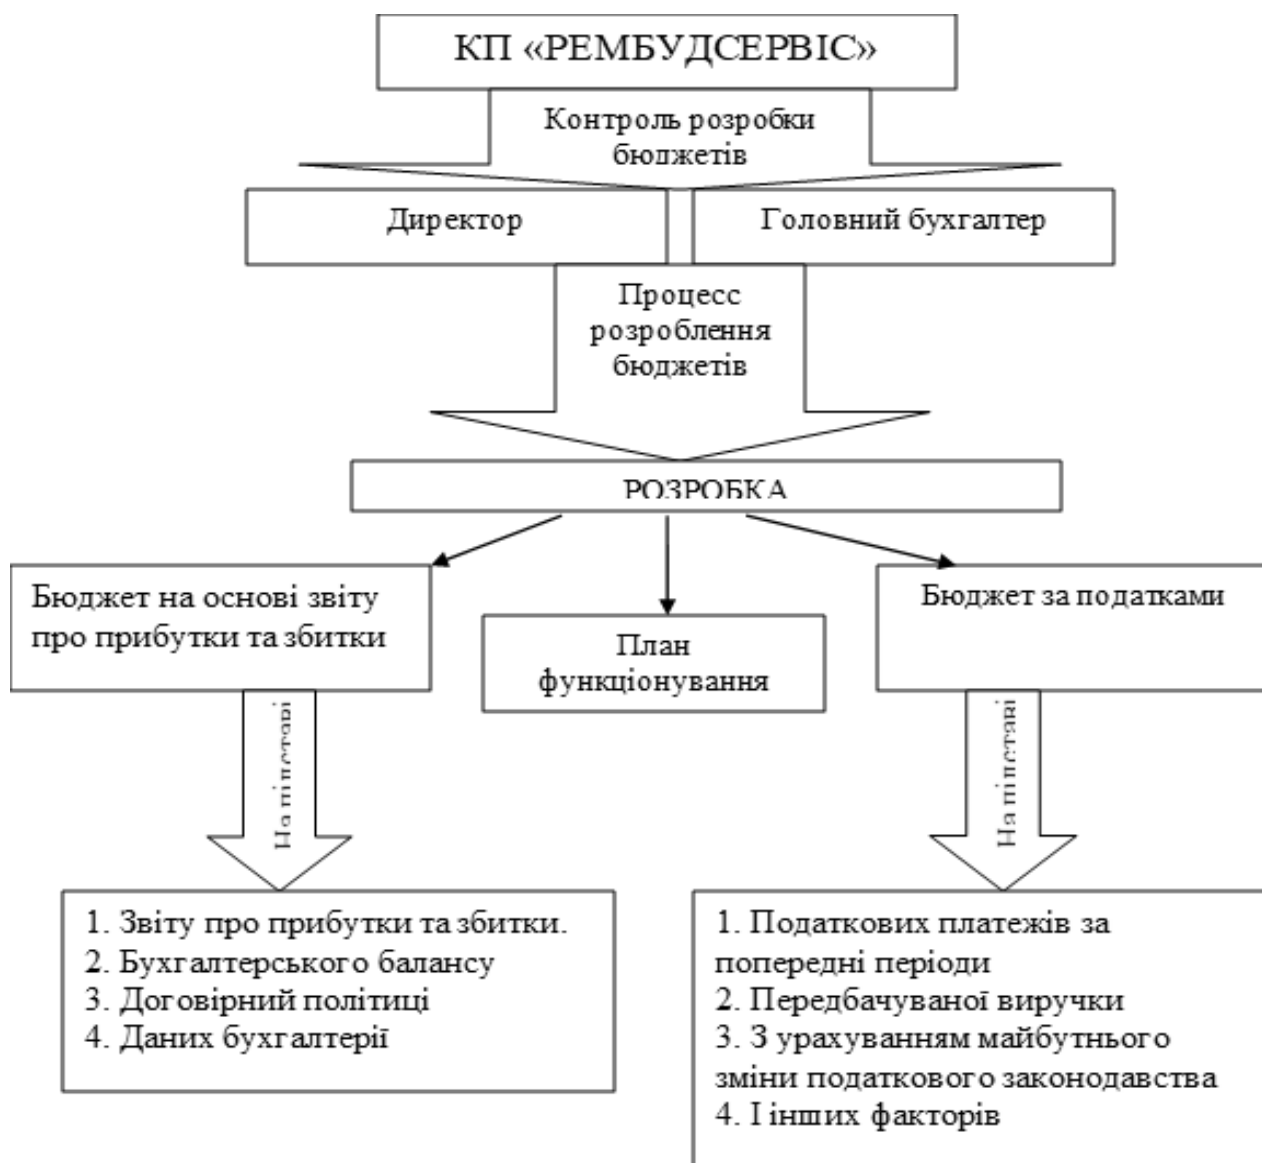 КП «РЕМБУДСЕРВІС»
Контроль розробки
бюджетів
Директор
Головний бухгалтер
Процесс
розроблення
бюджетів
РОЗРОБКА
Бюджет на основі звіту
про прибутки та збитки
План
функціонування
Бюджет за податками
На підставі
На підставі
1. Звіту про прибутки та збитки.
2. Бухгалтерського балансу
3. Договірний політиці
4. Даних бухгалтерії
1. Податкових платежів за
попередні періоди
2. Передбачуваної виручки
3. З урахуванням майбутнього
зміни податкового законодавства
4. І інших факторів